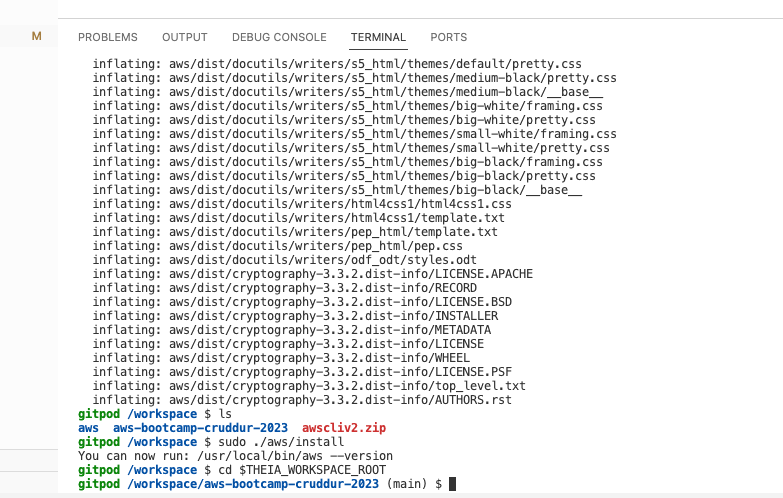 M
PROBLEMS OUTPUT DEBUG CONSOLE TERMINAL PORTS
inflating: aws/dist/docutils/writers/s5_html/themes/default/pretty.css
inflating: aws/dist/docutils/writers/s5_html/themes/medium-black/pretty.css
inflating: aws/dist/docutils/writers/s5_html/themes/medium-black/__base__
inflating: aws/dist/docutils/writers/s5_html/themes/big-white/framing.css
inflating: aws/dist/docutils/writers/s5_html/themes/big-white/pretty.css
inflating: aws/dist/docutils/writers/s5_html/themes/small-white/framing.css
inflating: aws/dist/docutils/writers/s5_html/themes/small-white/pretty.css
inflating: aws/dist/docutils/writers/s5_html/themes/big-black/framing.css
inflating: aws/dist/docutils/writers/s5_html/themes/big-black/pretty.css
inflating: aws/dist/docutils/writers/s5_html/themes/big-black/__base__
inflating: aws/dist/docutils/writers/html4css1/html4css1.css
inflating: aws/dist/docutils/writers/html4css1/template.txt
inflating: aws/dist/docutils/writers/pep_html/template.txt
inflating: aws/dist/docutils/writers/pep_html/pep.css
inflating: aws/dist/docutils/writers/odf_odt/styles.odt
inflating: aws/dist/cryptography-3.3.2.dist-info/LICENSE.APACHE
inflating: aws/dist/cryptography-3.3.2.dist-info/RECORD
inflating: aws/dist/cryptography-3.3.2.dist-info/LICENSE.BSD
inflating: aws/dist/cryptography-3.3.2.dist-info/INSTALLER
inflating: aws/dist/cryptography-3.3.2.dist-info/METADATA
inflating: aws/dist/cryptography-3.3.2.dist-info/LICENSE
inflating: aws/dist/cryptography-3.3.2.dist-info/WHEEL
inflating: aws/dist/cryptography-3.3.2.dist-info/LICENSE.PSF
inflating: aws/dist/cryptography-3.3.2.dist-info/top_level.txt
inflating: aws/dist/cryptography-3.3.2.dist-info/AUTHORS.rst
gitpod /workspace $ ls
aws aws-bootcamp-cruddur-2023 awscliv2.zip
gitpod /workspace $ sudo ./aws/install
You can now run: /usr/local/bin/aws --version
gitpod /workspace $ cd $THEIA_WORKSPACE_ROOT
gitpod /workspace/aws-bootcamp-cruddur-2023 (main) $